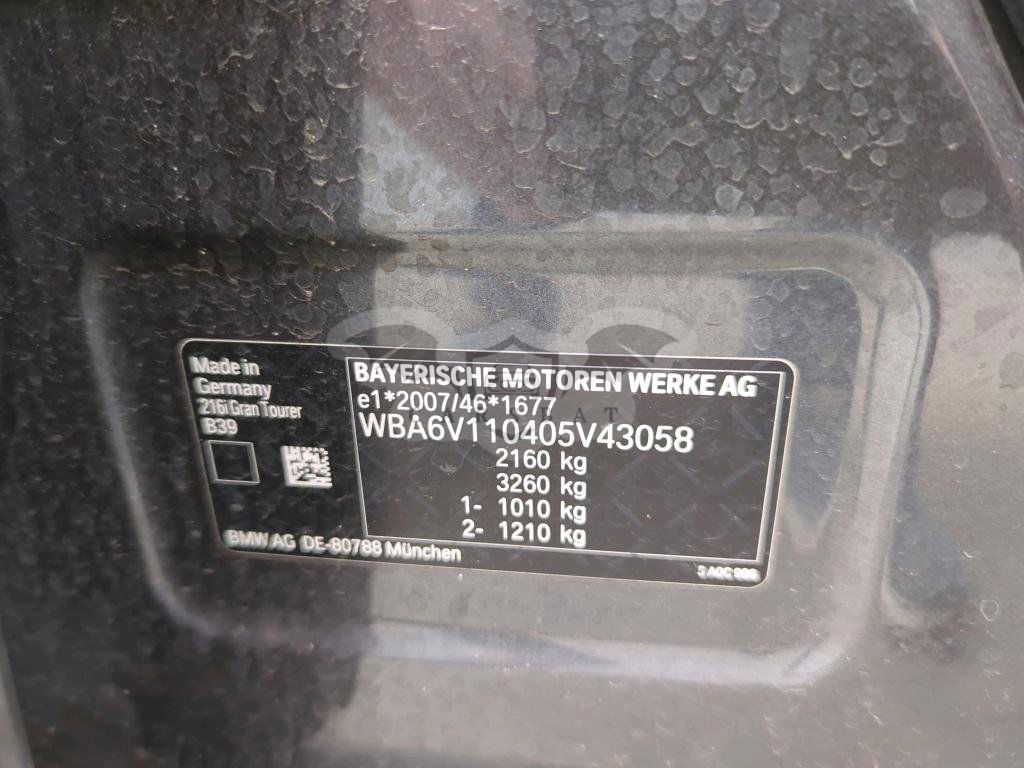 Made in
Germany
216i Gran Tourer
B39
BMW AG DE-80788 München
BAYERISCHE MOTOREN WERKE AG
e1*2007/46*1677
WBA6V110405V43058
2160 kg
3260 kg
1- 1010 kg
2- 1210 kg